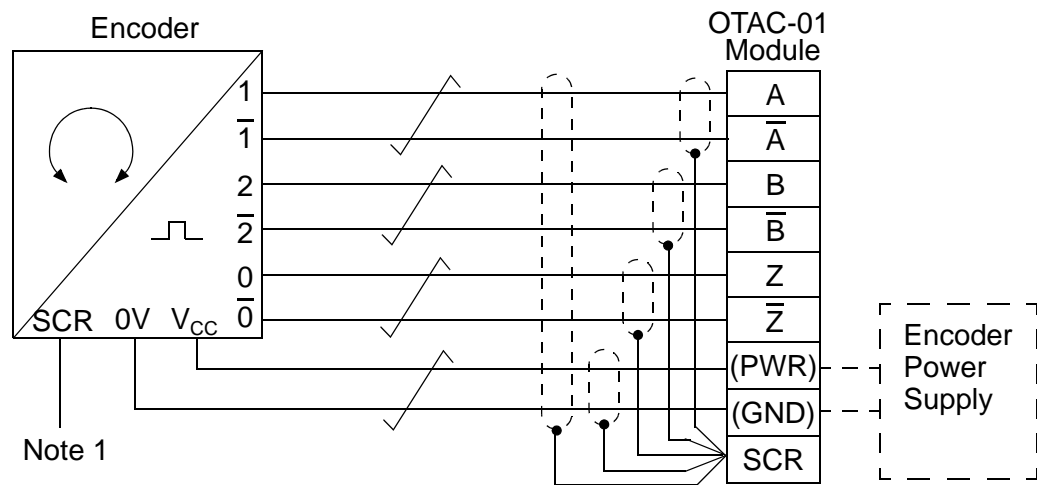 Encoder
OTAC-01
Module
1
1̅
2
2̅
0
0̅
SCR 0V V_CC
Note 1
A
A̅
B
B̅
Z
Z̅
(PWR)
(GND)
SCR
Encoder
Power
Supply